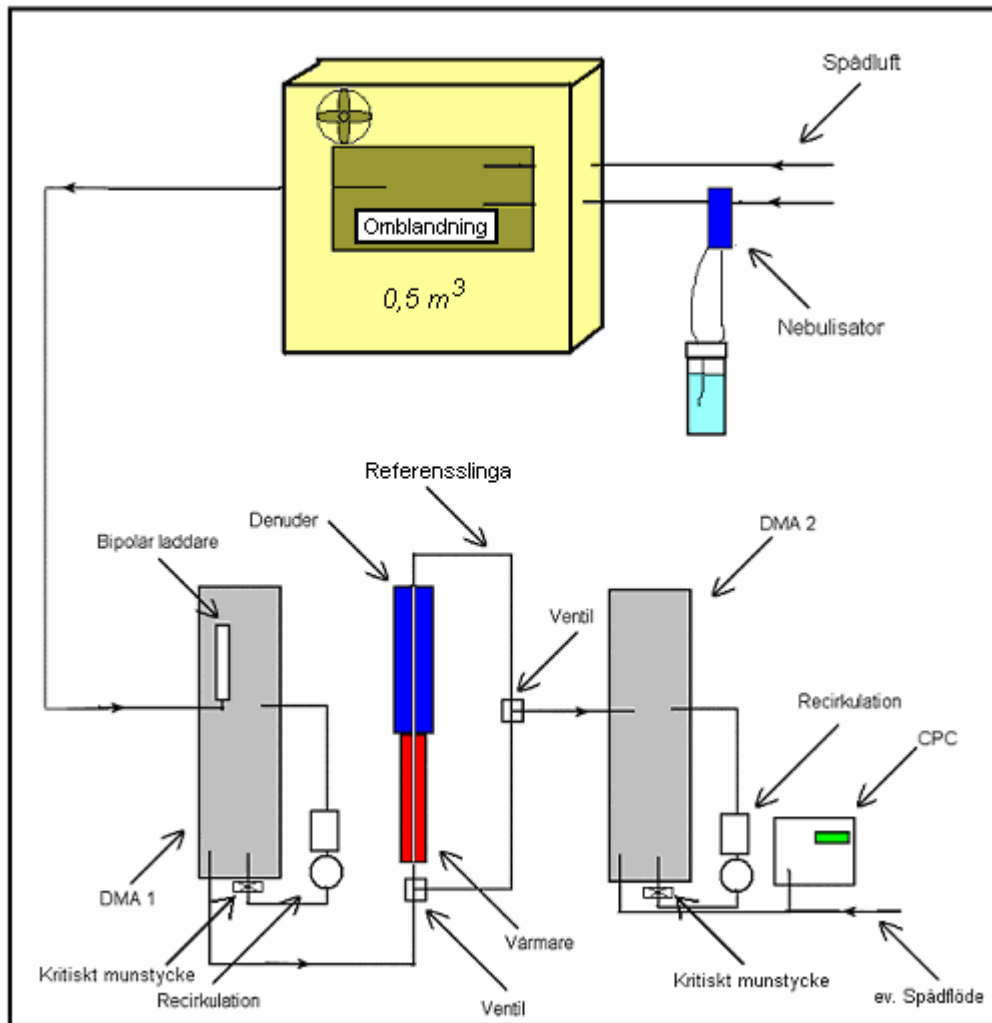 Spädluft
Omblandning
0,5 m³
Nebulisator
Referensslinga
Denuder
DMA 2
Bipolär laddare
Ventil
Recirkulation
CPC
DMA 1
Värmare
Kritiskt munstycke
Recirkulation
Ventil
Kritiskt munstycke
ev. Spädflöde